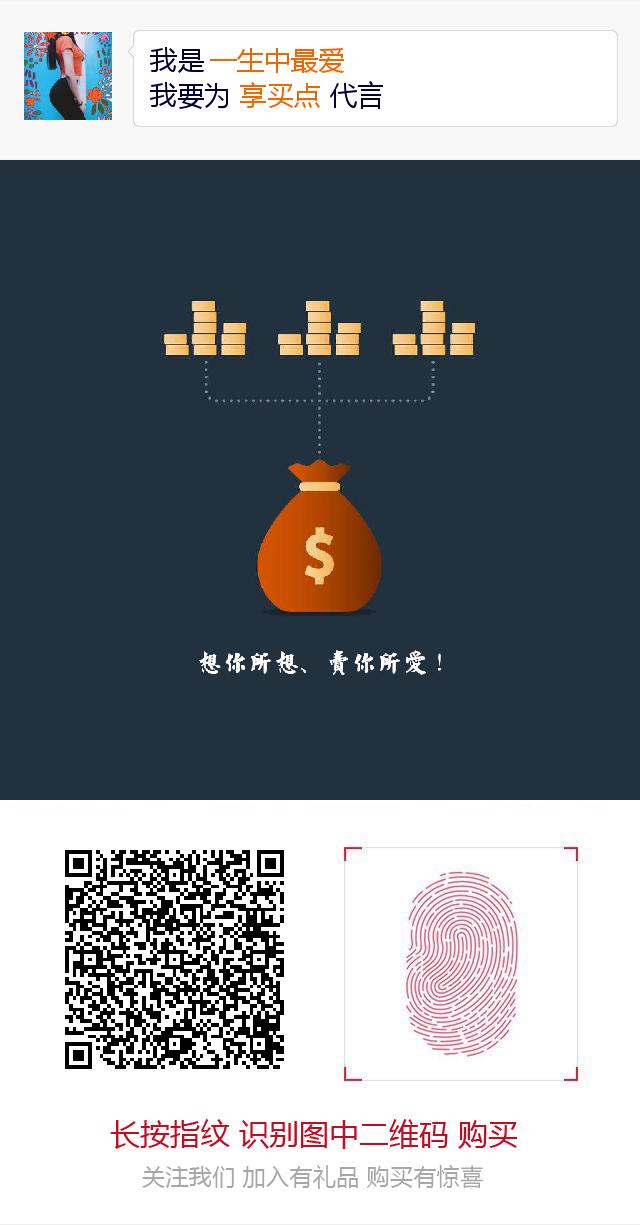 我是 一生中最爱
我要为 享买点 代言
$
想你所想、賣你所愛！
长按指纹 识别图中二维码 购买
关注我们 加入有礼品 购买有惊喜